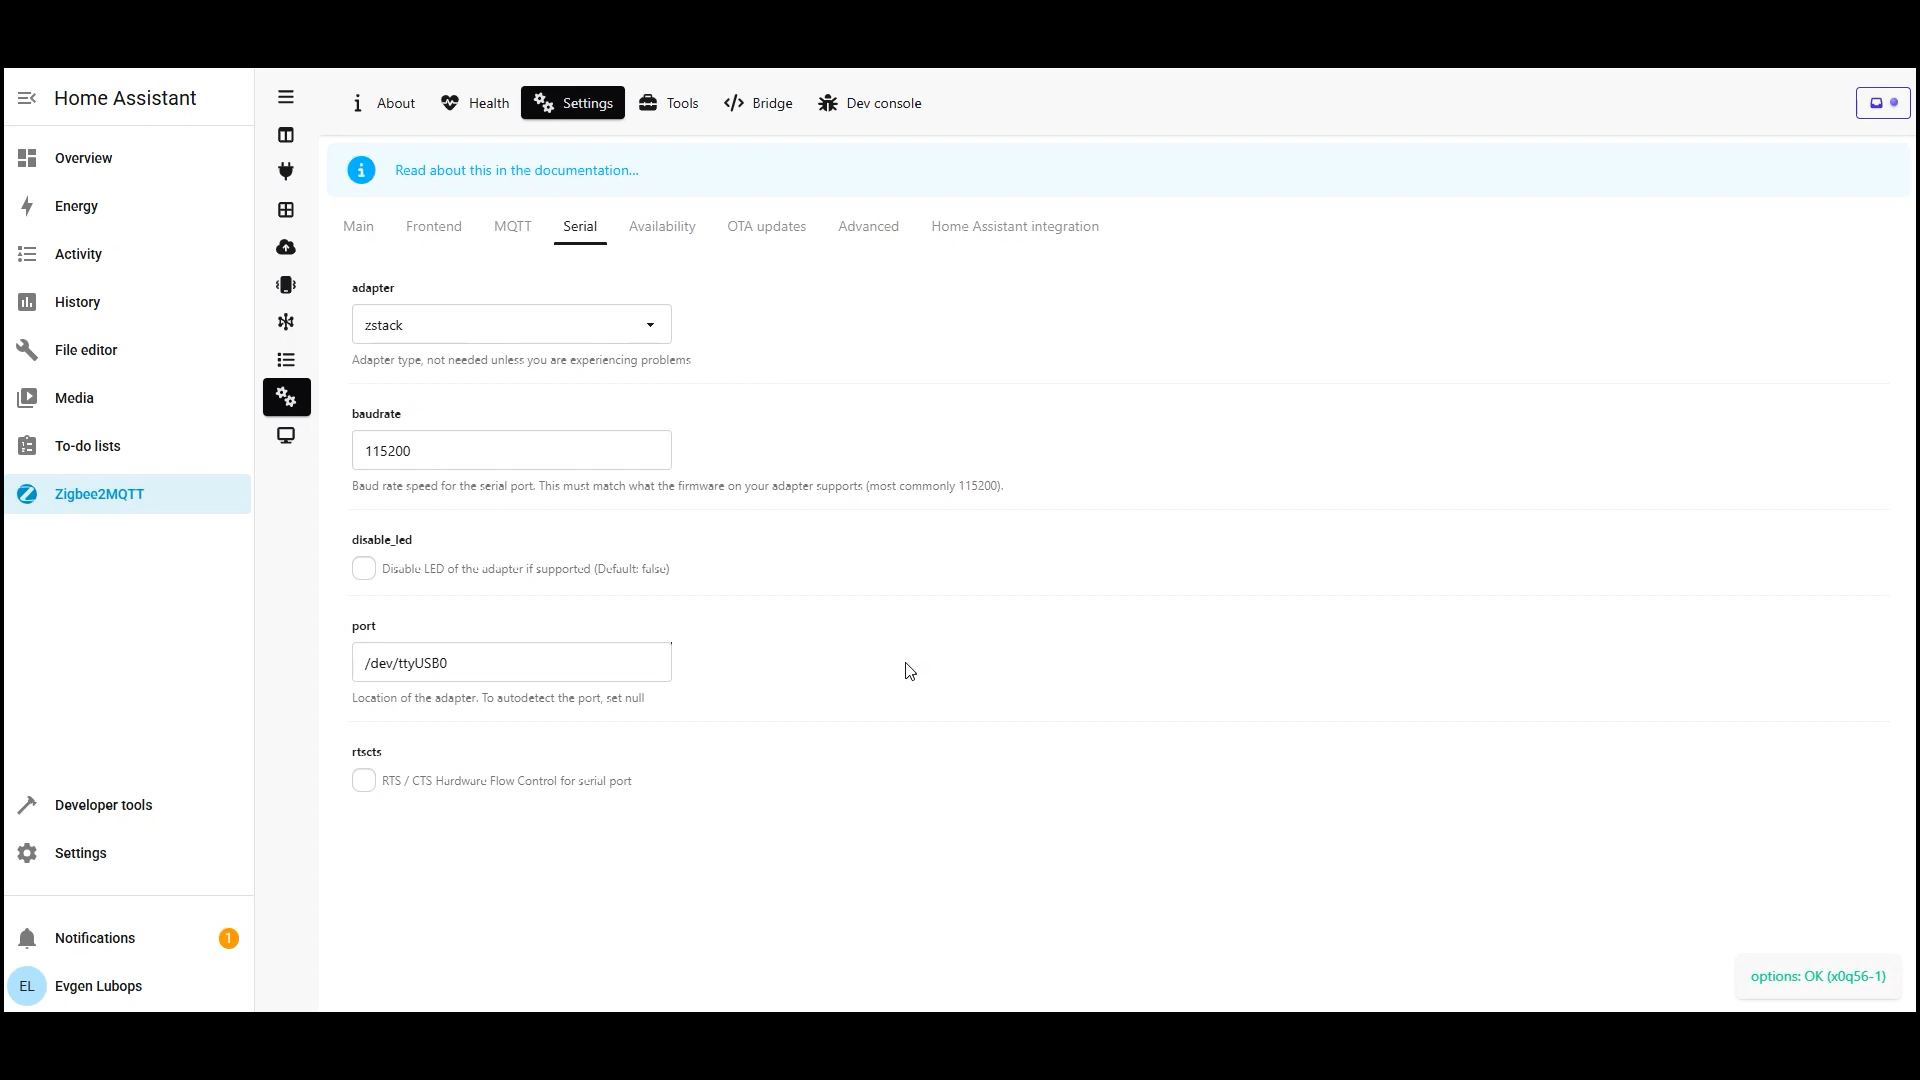 Home Assistant
Overview
Energy
Activity
History
File editor
Media
To-do lists
Zigbee2MQTT
Developer tools
Settings
Notifications 1
EL Evgen Lubops
About Health Settings Tools Bridge Dev console
Read about this in the documentation...
Main Frontend MQTT Serial Availability OTA updates Advanced Home Assistant integration
adapter
zstack
Adapter type, not needed unless you are experiencing problems
baudrate
115200
Baud rate speed for the serial port. This must match what the firmware on your adapter supports (most commonly 115200).
disable_led
Disable LED of the adapter if supported (Default: false)
port
/dev/ttyUSB0
Location of the adapter. To autodetect the port, set null
rtscts
RTS / CTS Hardware Flow Control for serial port
options: OK (x0q56-1)